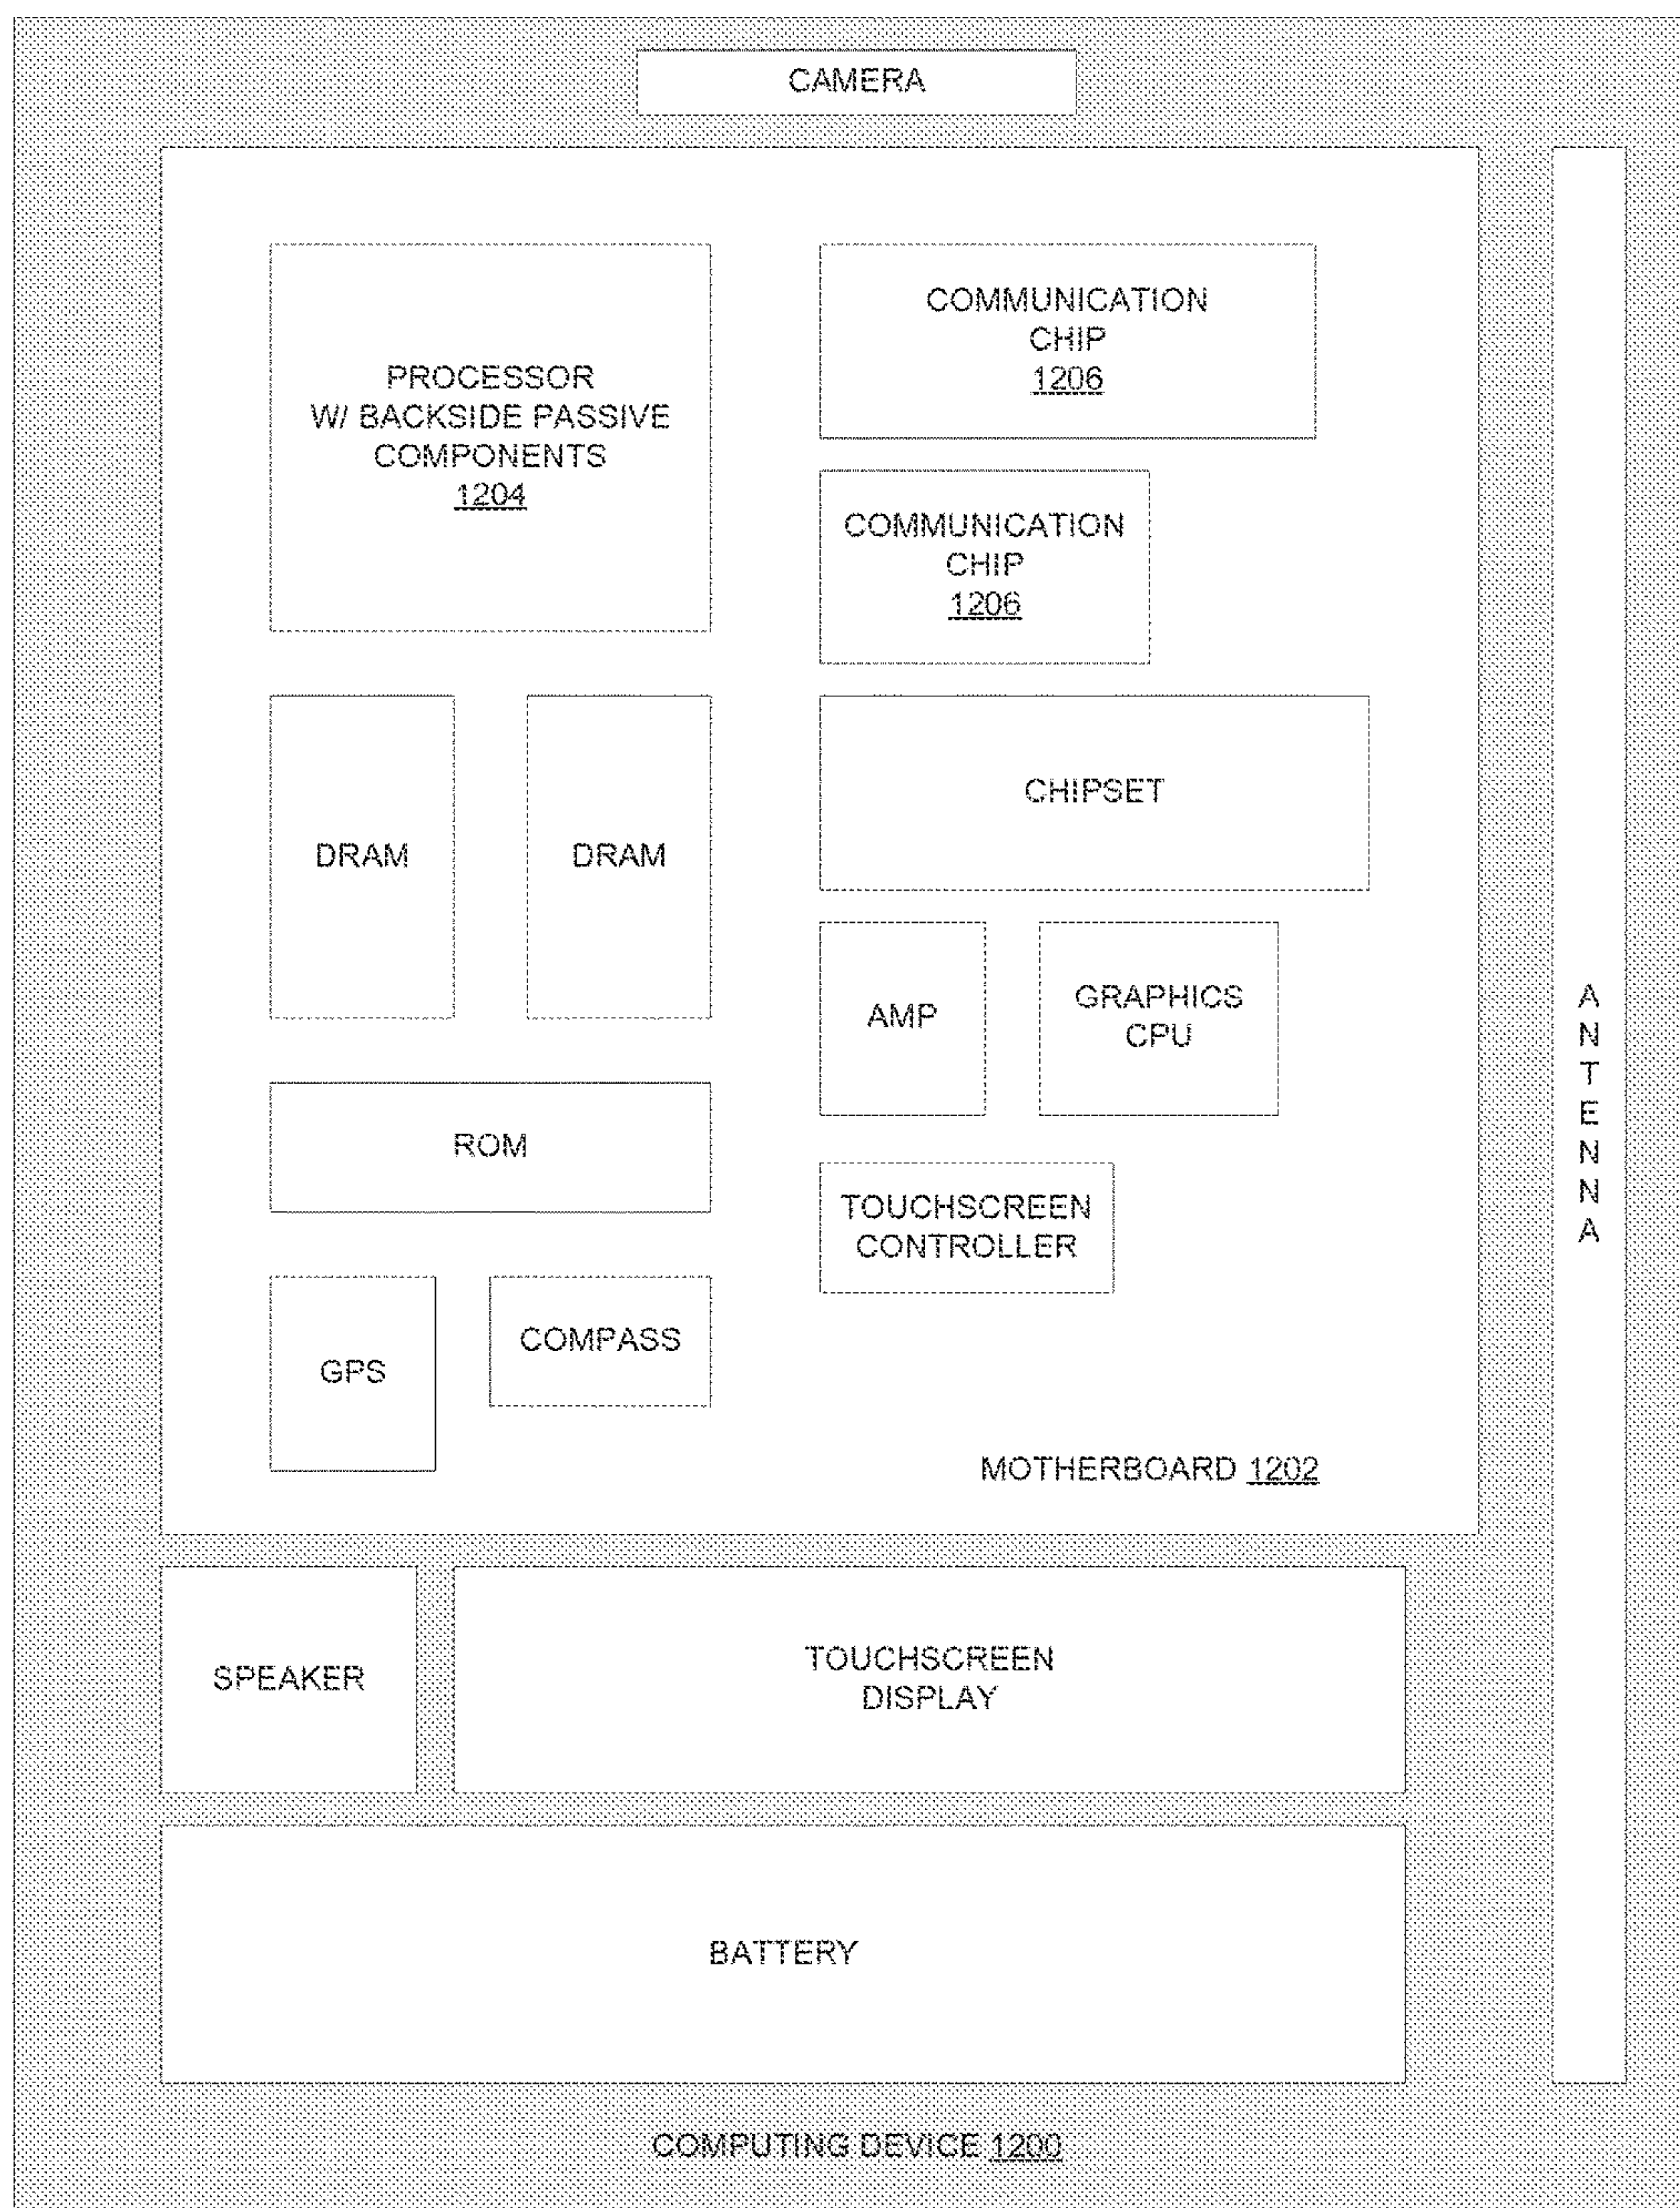 CAMERA
PROCESSOR
W/ BACKSIDE PASSIVE
COMPONENTS
1204
COMMUNICATION
CHIP
1206
COMMUNICATION
CHIP
1206
DRAM
DRAM
CHIPSET
AMP
GRAPHICS
CPU
ROM
TOUCHSCREEN
CONTROLLER
GPS
COMPASS
MOTHERBOARD 1202
ANTENNA
SPEAKER
TOUCHSCREEN
DISPLAY
BATTERY
COMPUTING DEVICE 1200